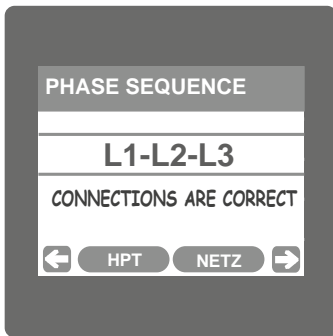 PHASE SEQUENCE
L1-L2-L3
CONNECTIONS ARE CORRECT
HPT NETZ